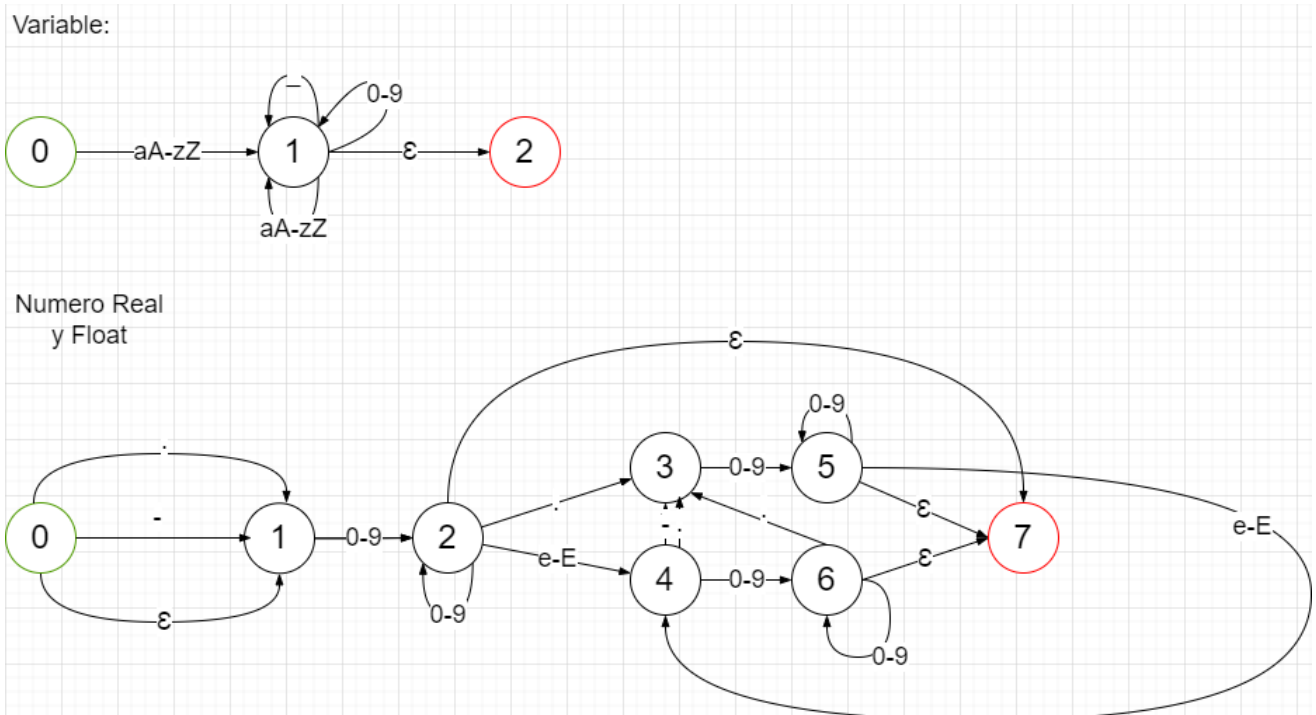 Variable:
_
0-9
0
aA-zZ
1
ε
2
aA-zZ
Numero Real
y Float
ε
0-9
.
3
0-9
5
0
-
1
0-9
2
.
-
.
.
ε
7
e-E
e-E
4
0-9
6
ε
0-9
ε
0-9